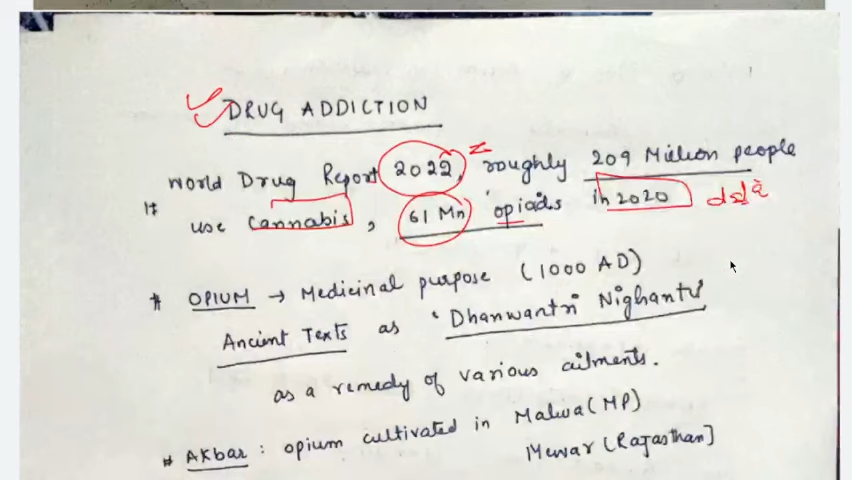 DRUG ADDICTION
World Drug Report 2022, roughly 209 Million people
use Cannabis, 61 Mn opiods in 2020
* OPIUM → Medicinal purpose (1000 AD)
Ancient Texts as 'Dhanwantri Nighantu'
as a remedy of various ailments.
# AKbar : opium cultivated in Malwa (MP)
Mewar (Rajasthan]